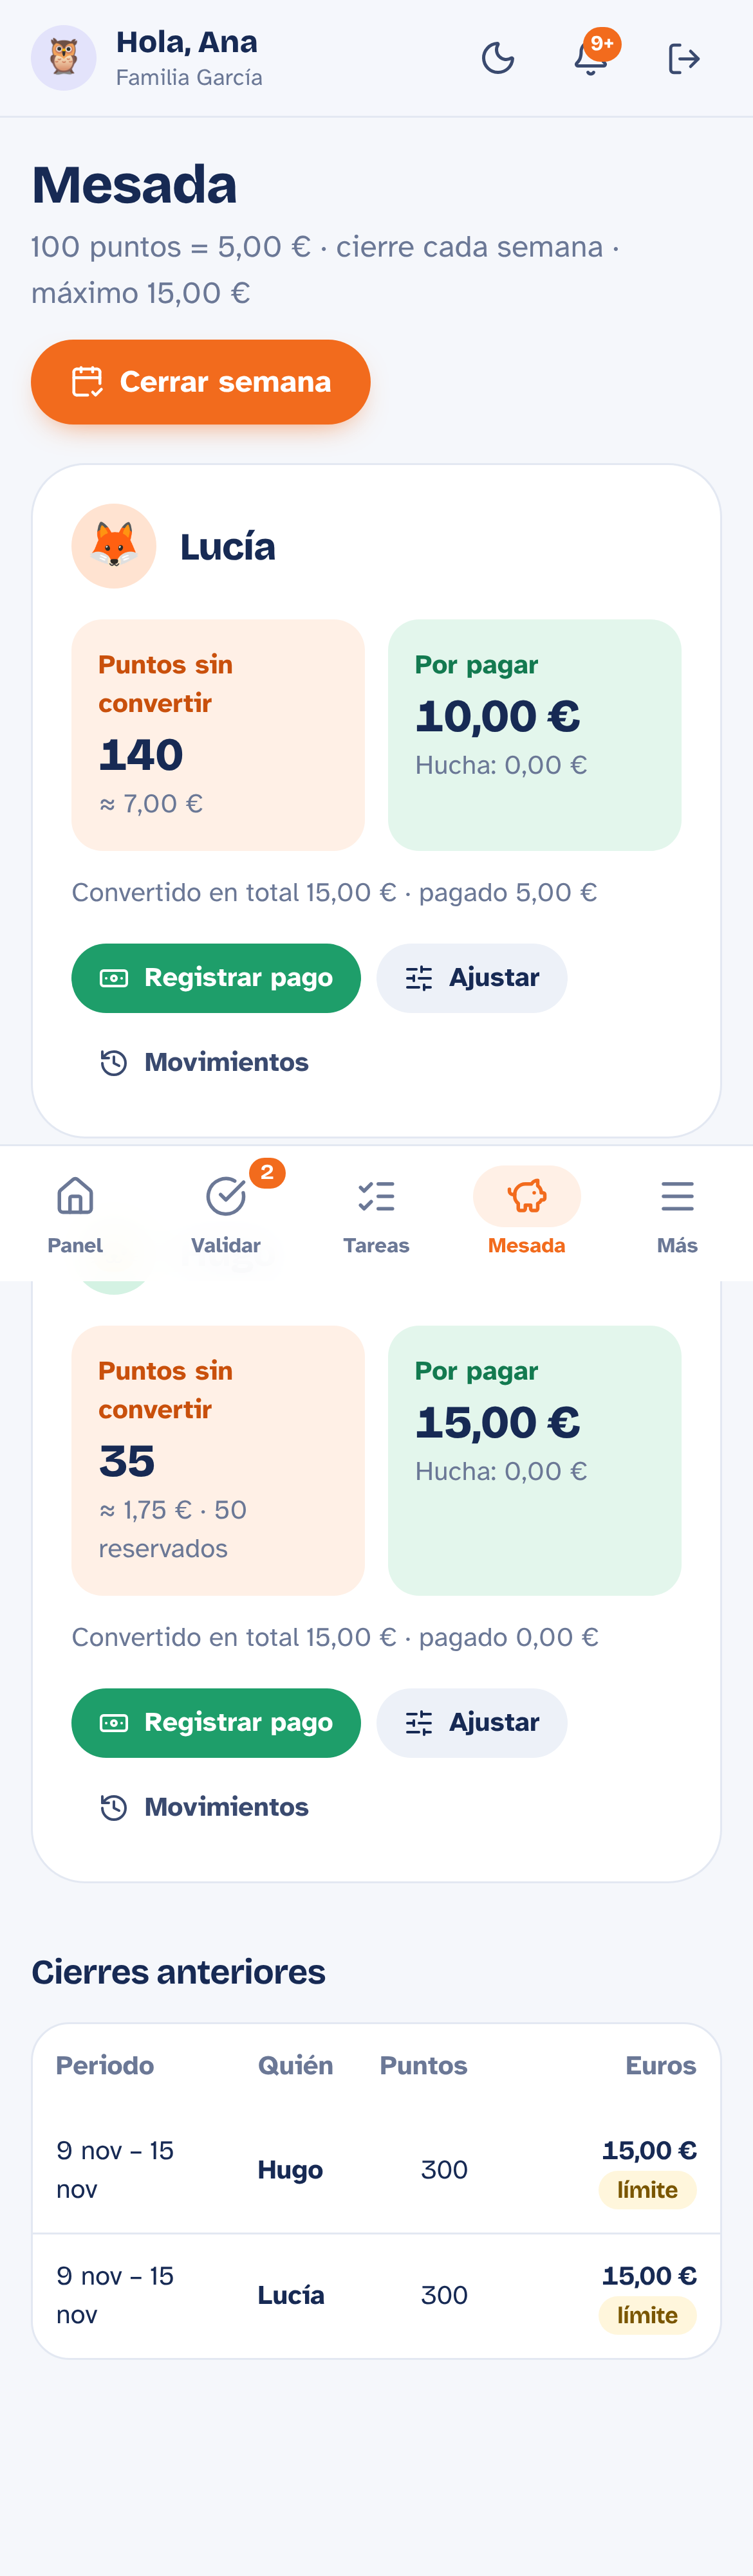 Hola, Ana
Familia García
9+
Mesada
100 puntos = 5,00 € · cierre cada semana ·
máximo 15,00 €
Cerrar semana
Lucía
Puntos sin
convertir
140
≈ 7,00 €
Por pagar
10,00 €
Hucha: 0,00 €
Convertido en total 15,00 € · pagado 5,00 €
Registrar pago
Ajustar
Movimientos
2
Panel
Validar
Tareas
Mesada
Más
Puntos sin
convertir
35
≈ 1,75 € · 50
reservados
Por pagar
15,00 €
Hucha: 0,00 €
Convertido en total 15,00 € · pagado 0,00 €
Registrar pago
Ajustar
Movimientos
Cierres anteriores
Periodo Quién Puntos Euros
9 nov – 15
nov
Hugo
300
15,00 €
límite
9 nov – 15
nov
Lucía
300
15,00 €
límite